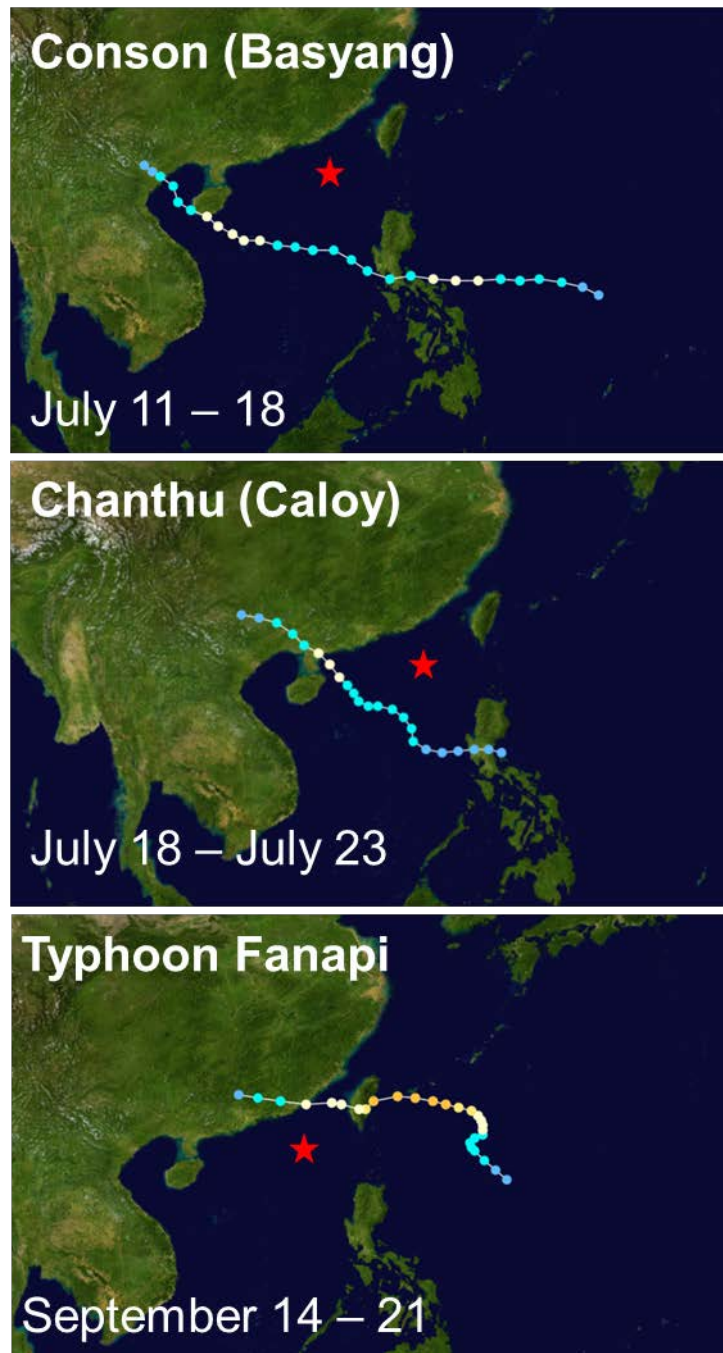 Conson (Basyang)
July 11 – 18
Chanthu (Caloy)
July 18 – July 23
Typhoon Fanapi
September 14 – 21